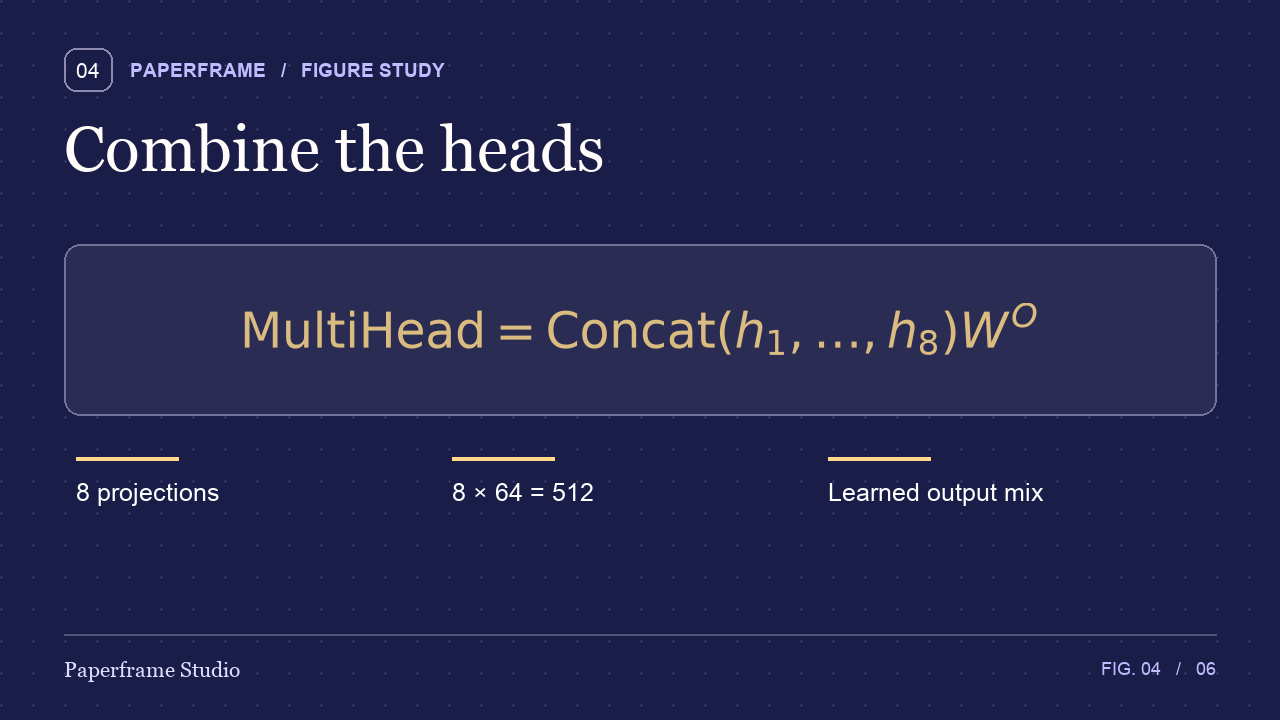 04 PAPERFRAME / FIGURE STUDY
Combine the heads
MultiHead = Concat(h₁, …, h₈)Wᴼ
8 projections
8 × 64 = 512
Learned output mix
Paperframe Studio
FIG. 04 / 06